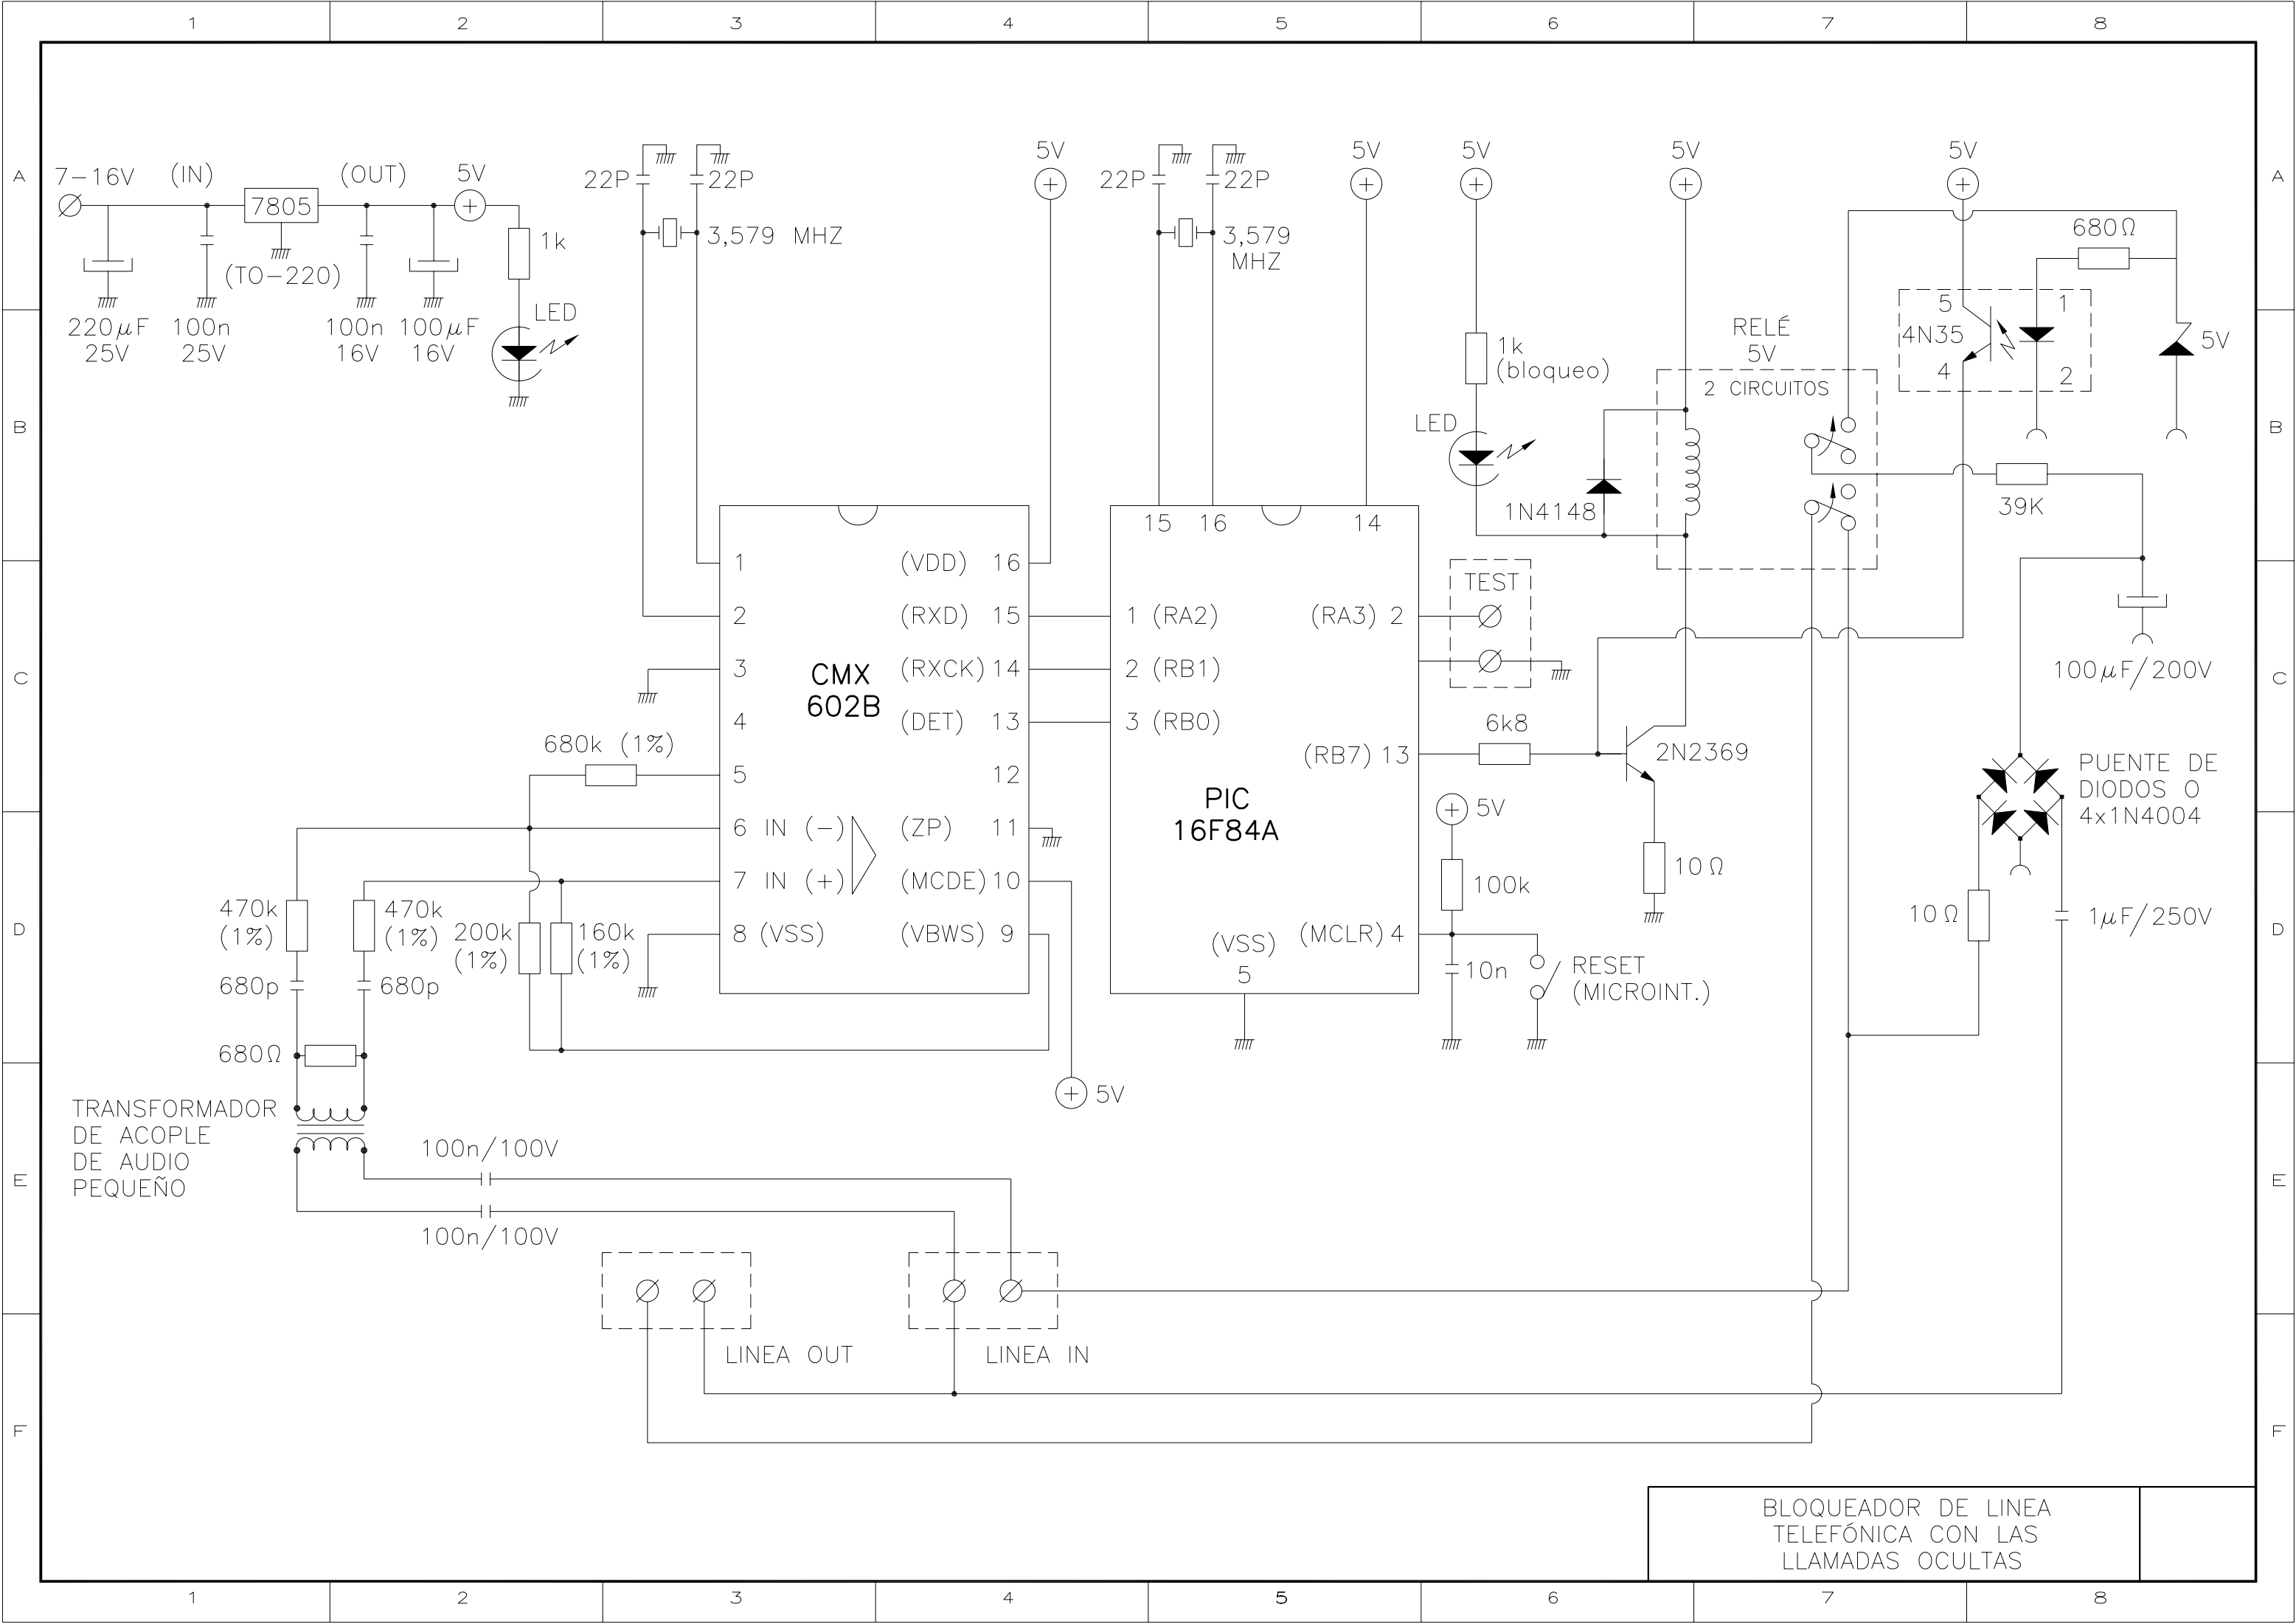 1 2 3 4 5 6 7 8
A
B
C
D
E
F
A
B
C
D
E
F
7-16V
(IN)
7805
(OUT)
5V
(TO-220)
220μF
25V
100n
25V
100n
16V
100μF
16V
1k
LED
22P
22P
3,579 MHZ
5V
22P
22P
3,579
MHZ
5V
5V
1k
(bloqueo)
LED
1N4148
5V
RELÉ
5V
2 CIRCUITOS
5V
680Ω
5
4N35
4
1
2
5V
39K
100μF/200V
CMX
602B
1
2
3
4
5
6 IN (-)
7 IN (+)
8 (VSS)
(VDD) 16
(RXD) 15
(RXCK) 14
(DET) 13
12
(ZP) 11
(MCDE) 10
(VBWS) 9
5V
PIC
16F84A
15 16 14
1 (RA2)
2 (RB1)
3 (RB0)
(RA3) 2
(RB7) 13
(MCLR) 4
(VSS)
5
TEST
6k8
2N2369
10Ω
5V
100k
10n
RESET
(MICROINT.)
PUENTE DE
DIODOS O
4x1N4004
10Ω
1μF/250V
680k (1%)
470k
(1%)
470k
(1%)
200k
(1%)
160k
(1%)
680p
680p
680Ω
TRANSFORMADOR
DE ACOPLE
DE AUDIO
PEQUEÑO
100n/100V
100n/100V
LINEA OUT
LINEA IN
BLOQUEADOR DE LINEA
TELEFÓNICA CON LAS
LLAMADAS OCULTAS
1 2 3 4 5 6 7 8